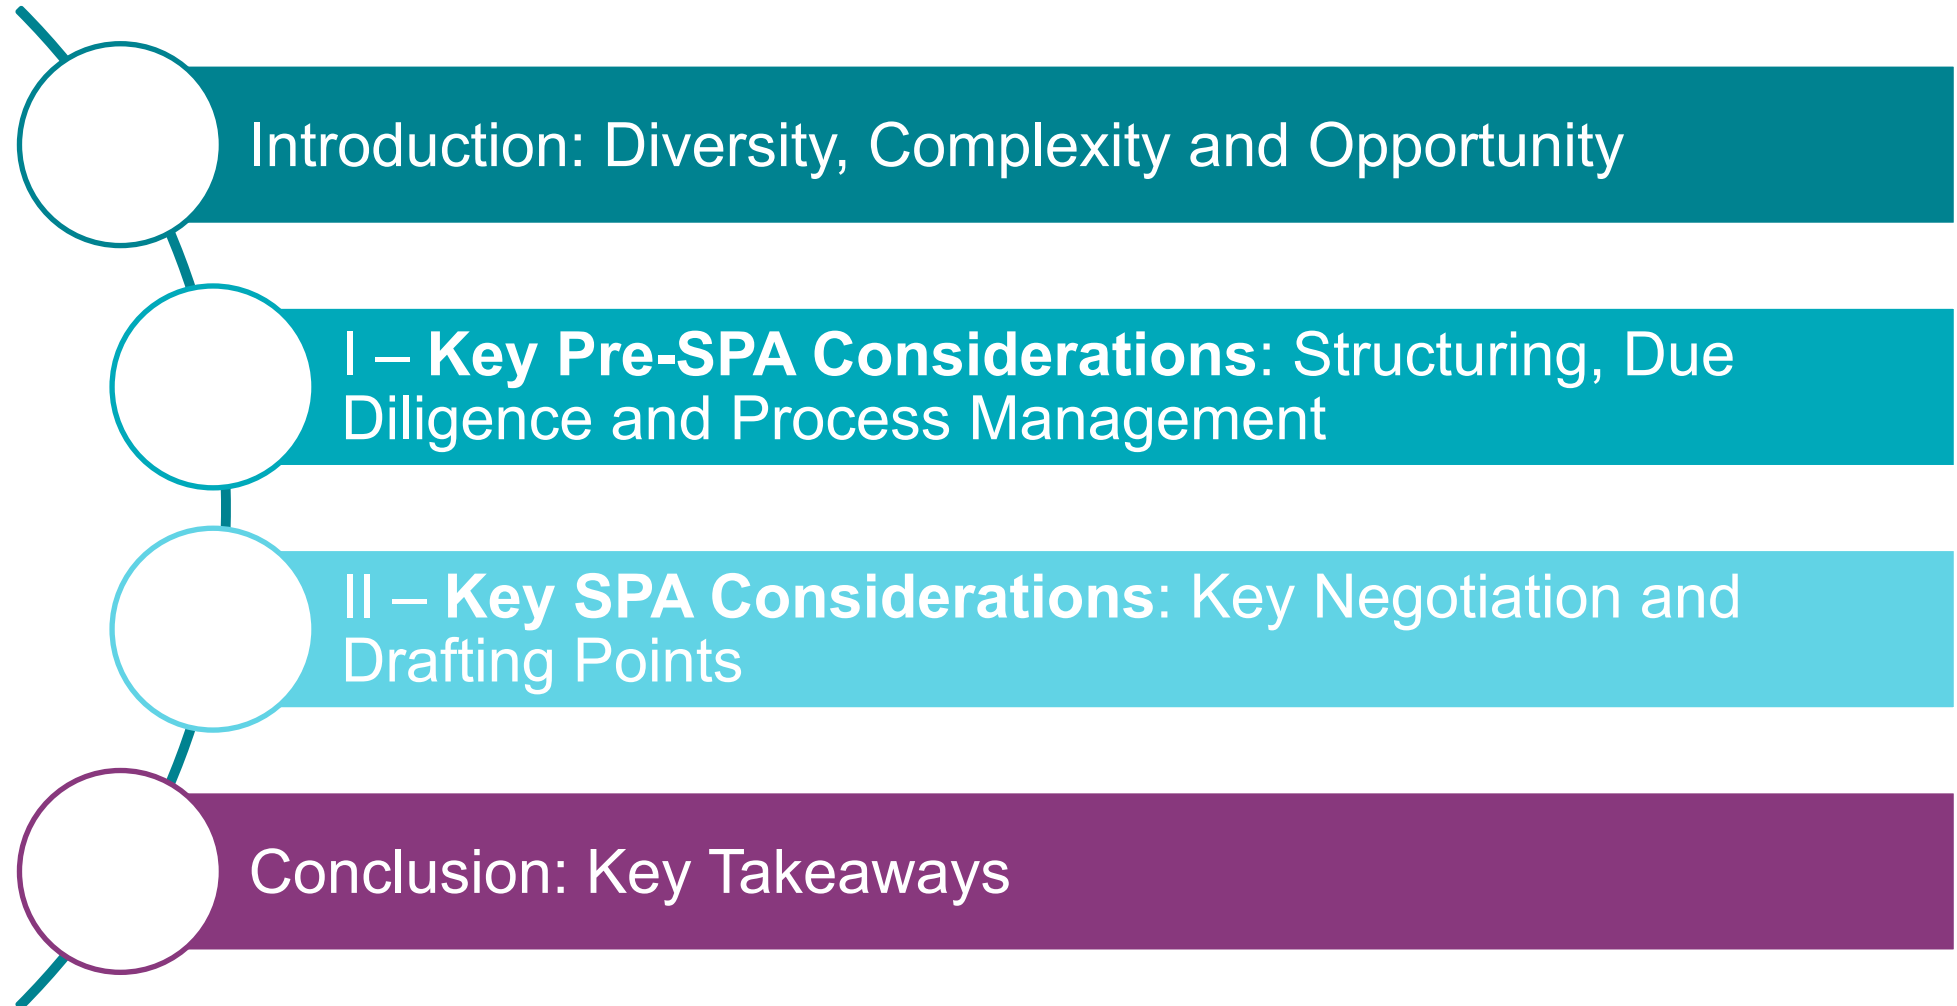 Introduction: Diversity, Complexity and Opportunity
I – Key Pre-SPA Considerations: Structuring, Due
Diligence and Process Management
II – Key SPA Considerations: Key Negotiation and
Drafting Points
Conclusion: Key Takeaways